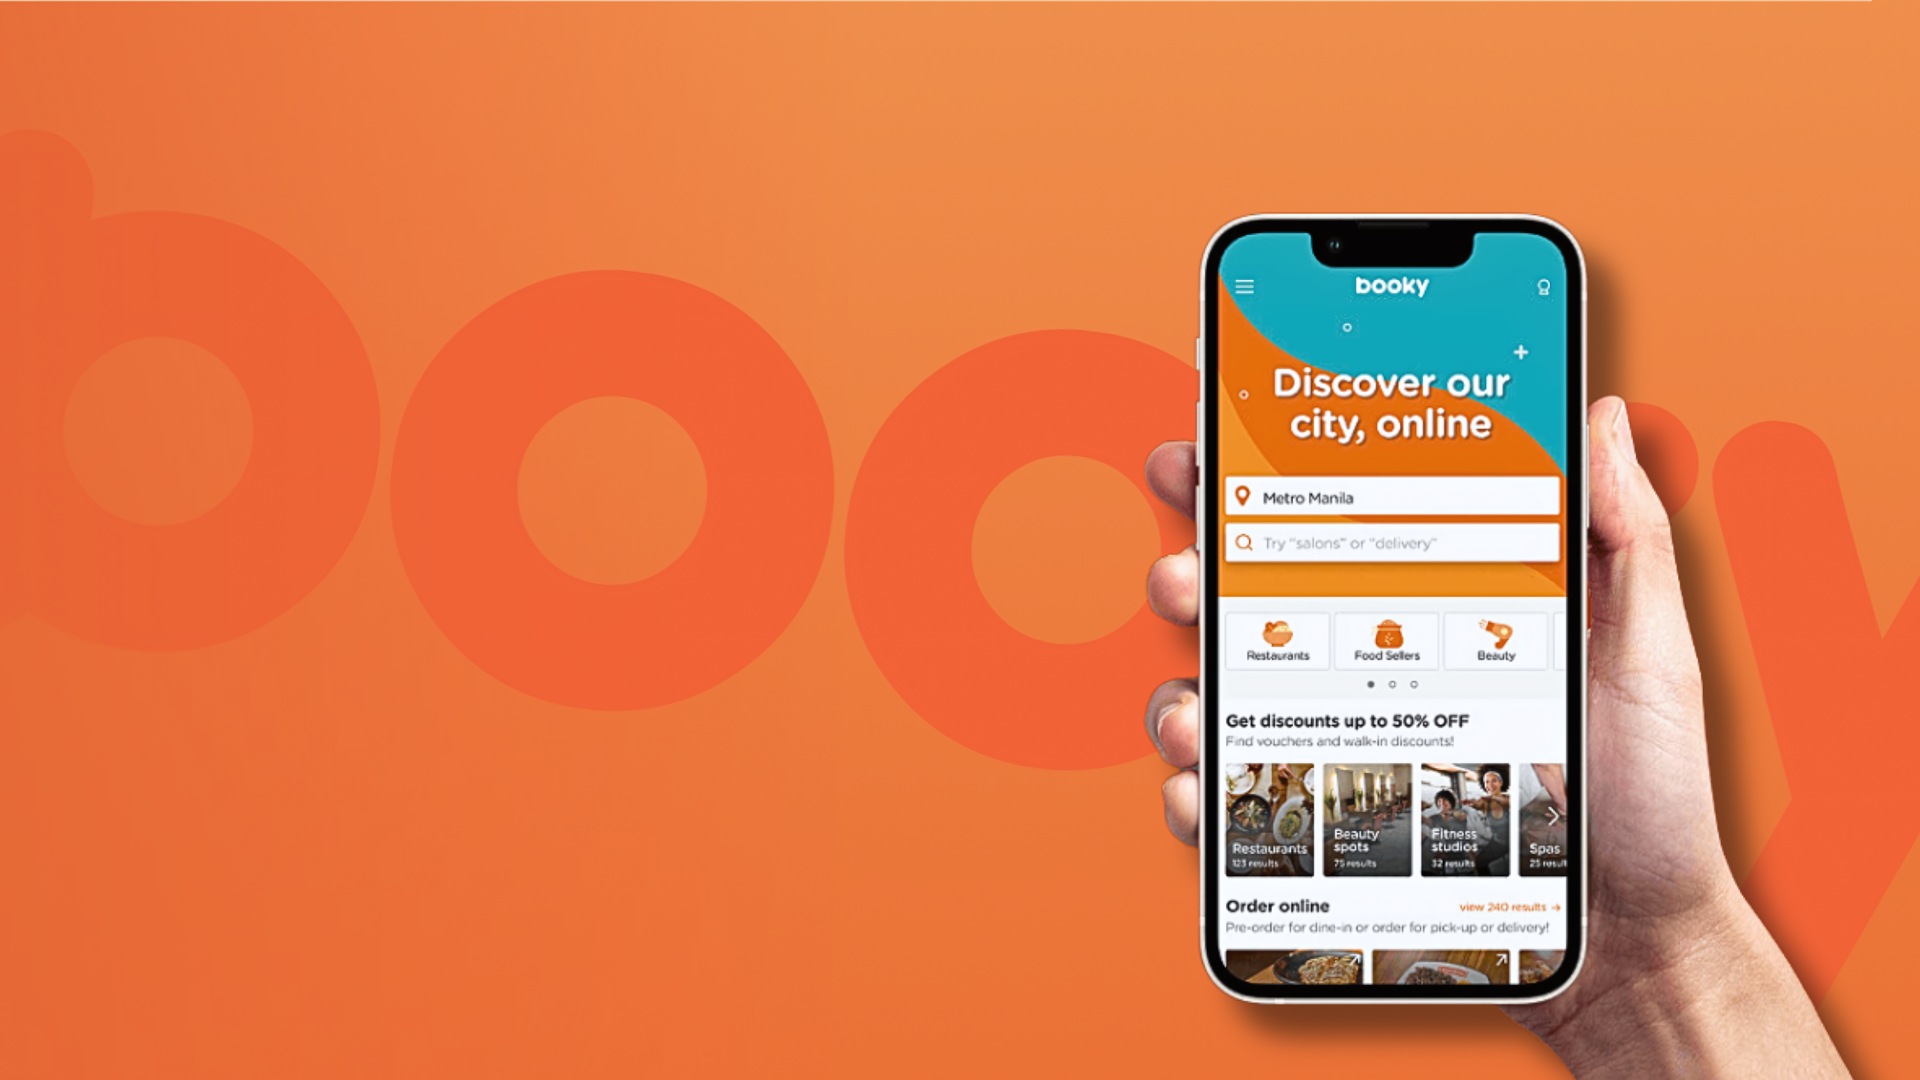 booky
booky
Discover our
city, online
Metro Manila
Try "salons" or "delivery"
Restaurants
Food Sellers
Beauty
Get discounts up to 50% OFF
Find vouchers and walk-in discounts!
Restaurants
123 results
Beauty
spots
75 results
Fitness
studios
32 results
Spas
25 result
Order online
view 240 results →
Pre-order for dine-in or order for pick-up or delivery!